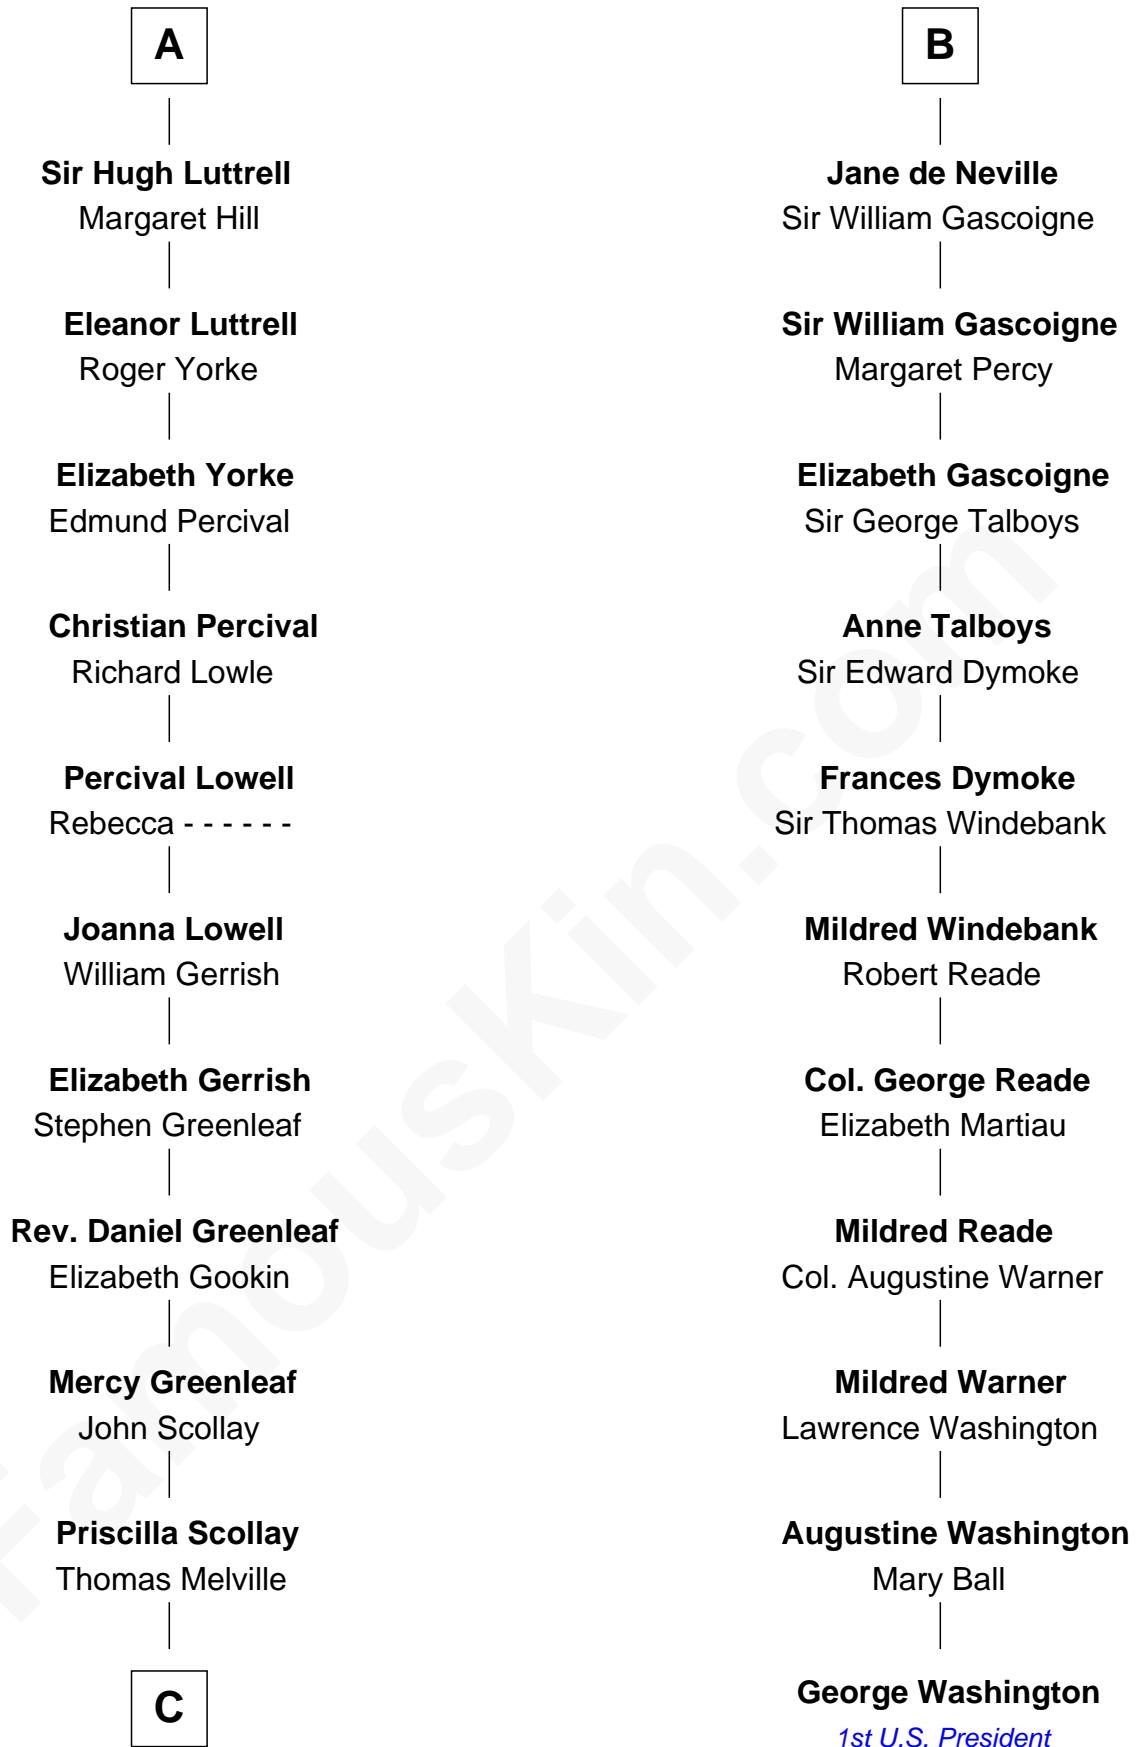 A
Sir Hugh Luttrell
Margaret Hill
Eleanor Luttrell
Roger Yorke
Elizabeth Yorke
Edmund Percival
Christian Percival
Richard Lowle
Percival Lowell
Rebecca - - - - - -
Joanna Lowell
William Gerrish
Elizabeth Gerrish
Stephen Greenleaf
Rev. Daniel Greenleaf
Elizabeth Gookin
Mercy Greenleaf
John Scollay
Priscilla Scollay
Thomas Melville
C
B
Jane de Neville
Sir William Gascoigne
Sir William Gascoigne
Margaret Percy
Elizabeth Gascoigne
Sir George Talboys
Anne Talboys
Sir Edward Dymoke
Frances Dymoke
Sir Thomas Windebank
Mildred Windebank
Robert Reade
Col. George Reade
Elizabeth Martiau
Mildred Reade
Col. Augustine Warner
Mildred Warner
Lawrence Washington
Augustine Washington
Mary Ball
George Washington
1st U.S. President
FamousKin.com